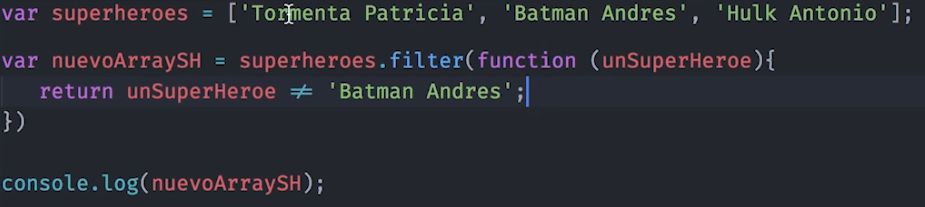 var superheroes = ['Tormenta Patricia', 'Batman Andres', 'Hulk Antonio'];
var nuevoArraySH = superheroes.filter(function (unSuperHeroe){
return unSuperHeroe != 'Batman Andres';
})
console.log(nuevoArraySH);